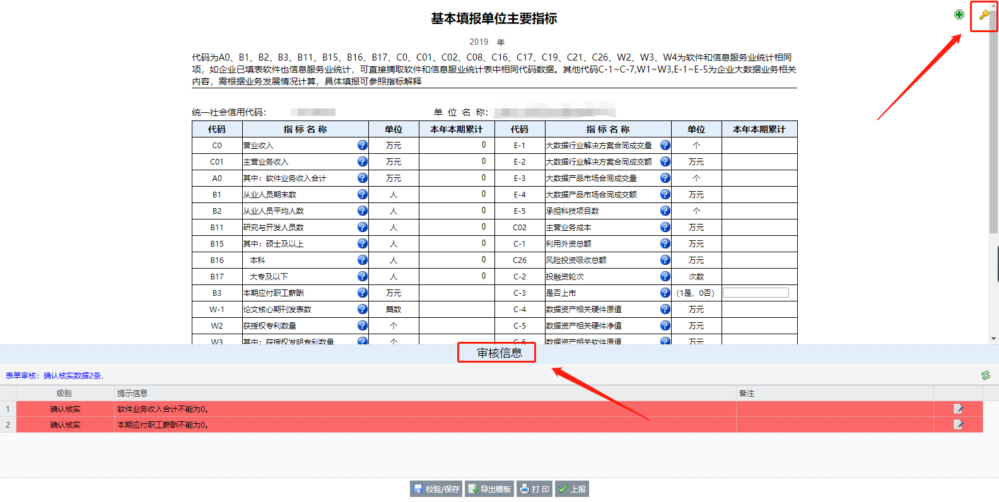 基本填报单位主要指标
2019 年
代码为A0、B1、B2、B3、B11、B15、B16、B17、C0、C01、C02、C08、C16、C17、C19、C21、C26、W2、W3、W4为软件和信息服务业统计相同
项，如企业已填表软件也信息服务业统计，可直接摘取软件和信息服业统计表中相同代码数据。其他代码C-1~C-7,W1~W3,E-1~E-5为企业大数据业务相关
内容，需根据业务发展情况计算，具体填报可参照指标解释
统一社会信用代码： 单 位 名 称：
代码 指 标 名 称 单位 本年本期累计 代码 指 标 名 称 单位 本年本期累计
C0 营业收入 万元 0 E-1 大数据行业解决方案合同成交量 个
C01 主营业务收入 万元 0 E-2 大数据行业解决方案合同成交额 万元
A0 其中：软件业务收入合计 万元 0 E-3 大数据产品市场合同成交量 个
B1 从业人员期末数 人 0 E-4 大数据产品市场合同成交额 万元
B2 从业人员平均人数 人 0 E-5 承担科技项目数 个
B11 研究与开发人员数 人 0 C02 主营业务成本 万元
B15 其中：硕士及以上 人 0 C-1 利用外资总额 万元
B16 本科 人 0 C26 风险投资吸收总额 万元
B17 大专及以下 人 0 C-2 投融资轮次 次数
B3 本期应付职工薪酬 万元 C-3 是否上市 (1是、0否)
W-1 论文核心期刊发表数 篇数 C-4 数据资产相关硬件原值 万元
W2 获授权专利数量 个 C-5 数据资产相关硬件净值 万元
W3 其中：获授权发明专利数量 个 C-6 数据资产相关软件原值 万元
审核信息
表单审核：确认核实数据2条，
级别 提示信息 备注
1 确认核实 软件业务收入合计不能为0。
2 确认核实 本期应付职工薪酬不能为0。
校验/保存 导出模板 打 印 上报